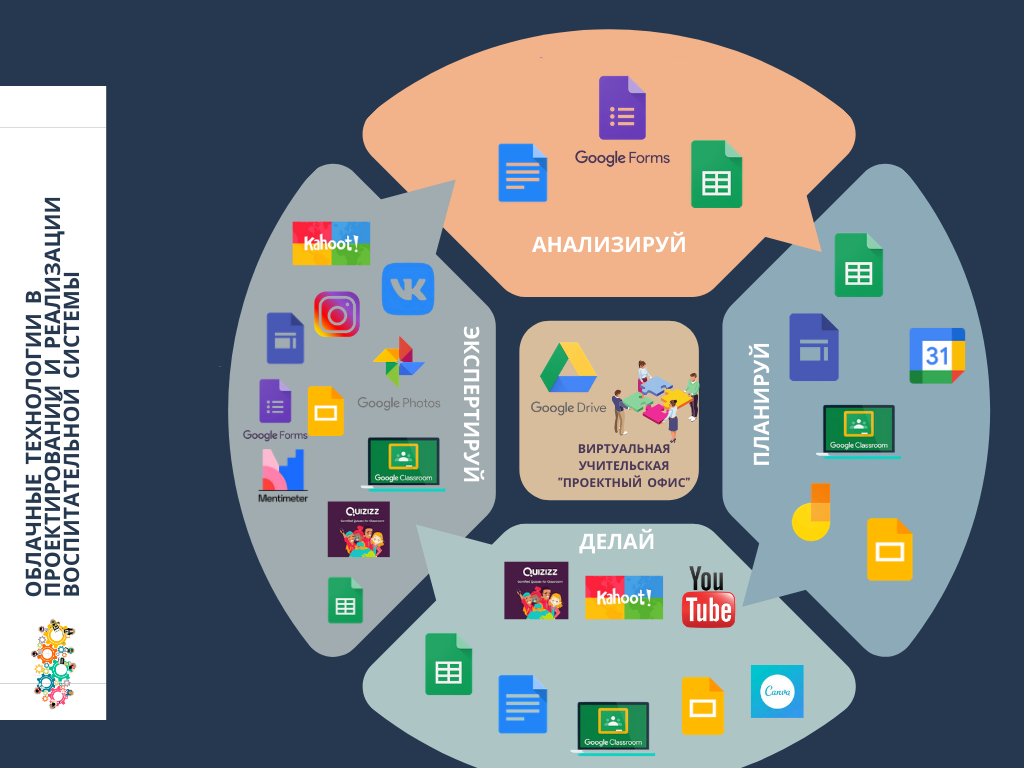 ОБЛАЧНЫЕ ТЕХНОЛОГИИ В
ПРОЕКТИРОВАНИИ И РЕАЛИЗАЦИИ
ВОСПИТАТЕЛЬНОЙ СИСТЕМЫ
Google Forms
АНАЛИЗИРУЙ
Kahoot!
ЭКСПЕРТИРУЙ
Google Photos
Google Forms
Google Classroom
Mentimeter
QUIZIZZ
Google Drive
ВИРТУАЛЬНАЯ
УЧИТЕЛЬСКАЯ
"ПРОЕКТНЫЙ ОФИС"
ПЛАНИРУЙ
31
Google Classroom
ДЕЛАЙ
QUIZIZZ
Kahoot!
You
Tube
Google Classroom
Canva